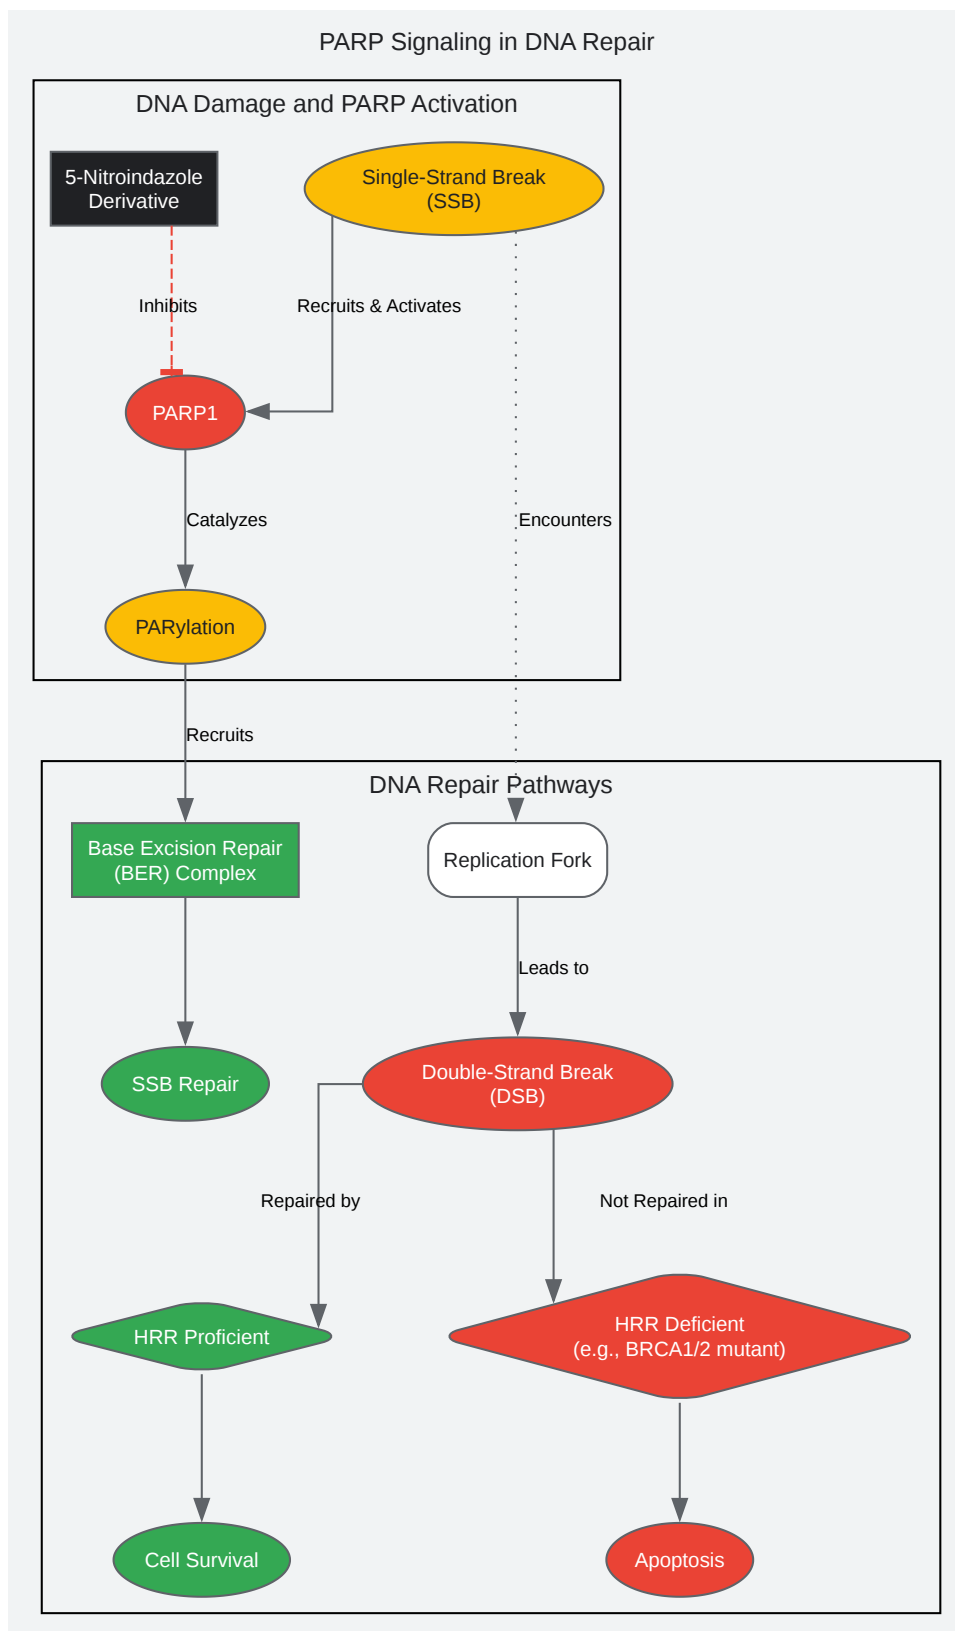 PARP Signaling in DNA Repair
DNA Damage and PARP Activation
5-Nitroindazole
Derivative
Single-Strand Break
(SSB)
Inhibits
Recruits & Activates
PARP1
Catalyzes
Encounters
PARylation
Recruits
DNA Repair Pathways
Base Excision Repair
(BER) Complex
Replication Fork
Leads to
SSB Repair
Double-Strand Break
(DSB)
Repaired by
Not Repaired in
HRR Proficient
HRR Deficient
(e.g., BRCA1/2 mutant)
Cell Survival
Apoptosis